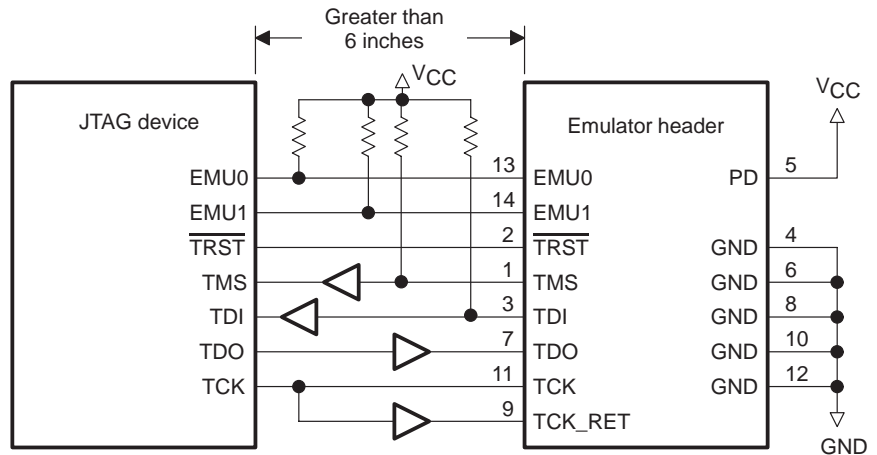 Greater than
6 inches
VCC
VCC
JTAG device
Emulator header
EMU0 13 EMU0 PD 5
EMU1 14 EMU1
TRST 2 TRST GND 4
TMS 1 TMS GND 6
TDI 3 TDI GND 8
TDO 7 TDO GND 10
TCK 11 TCK GND 12
9 TCK_RET
GND